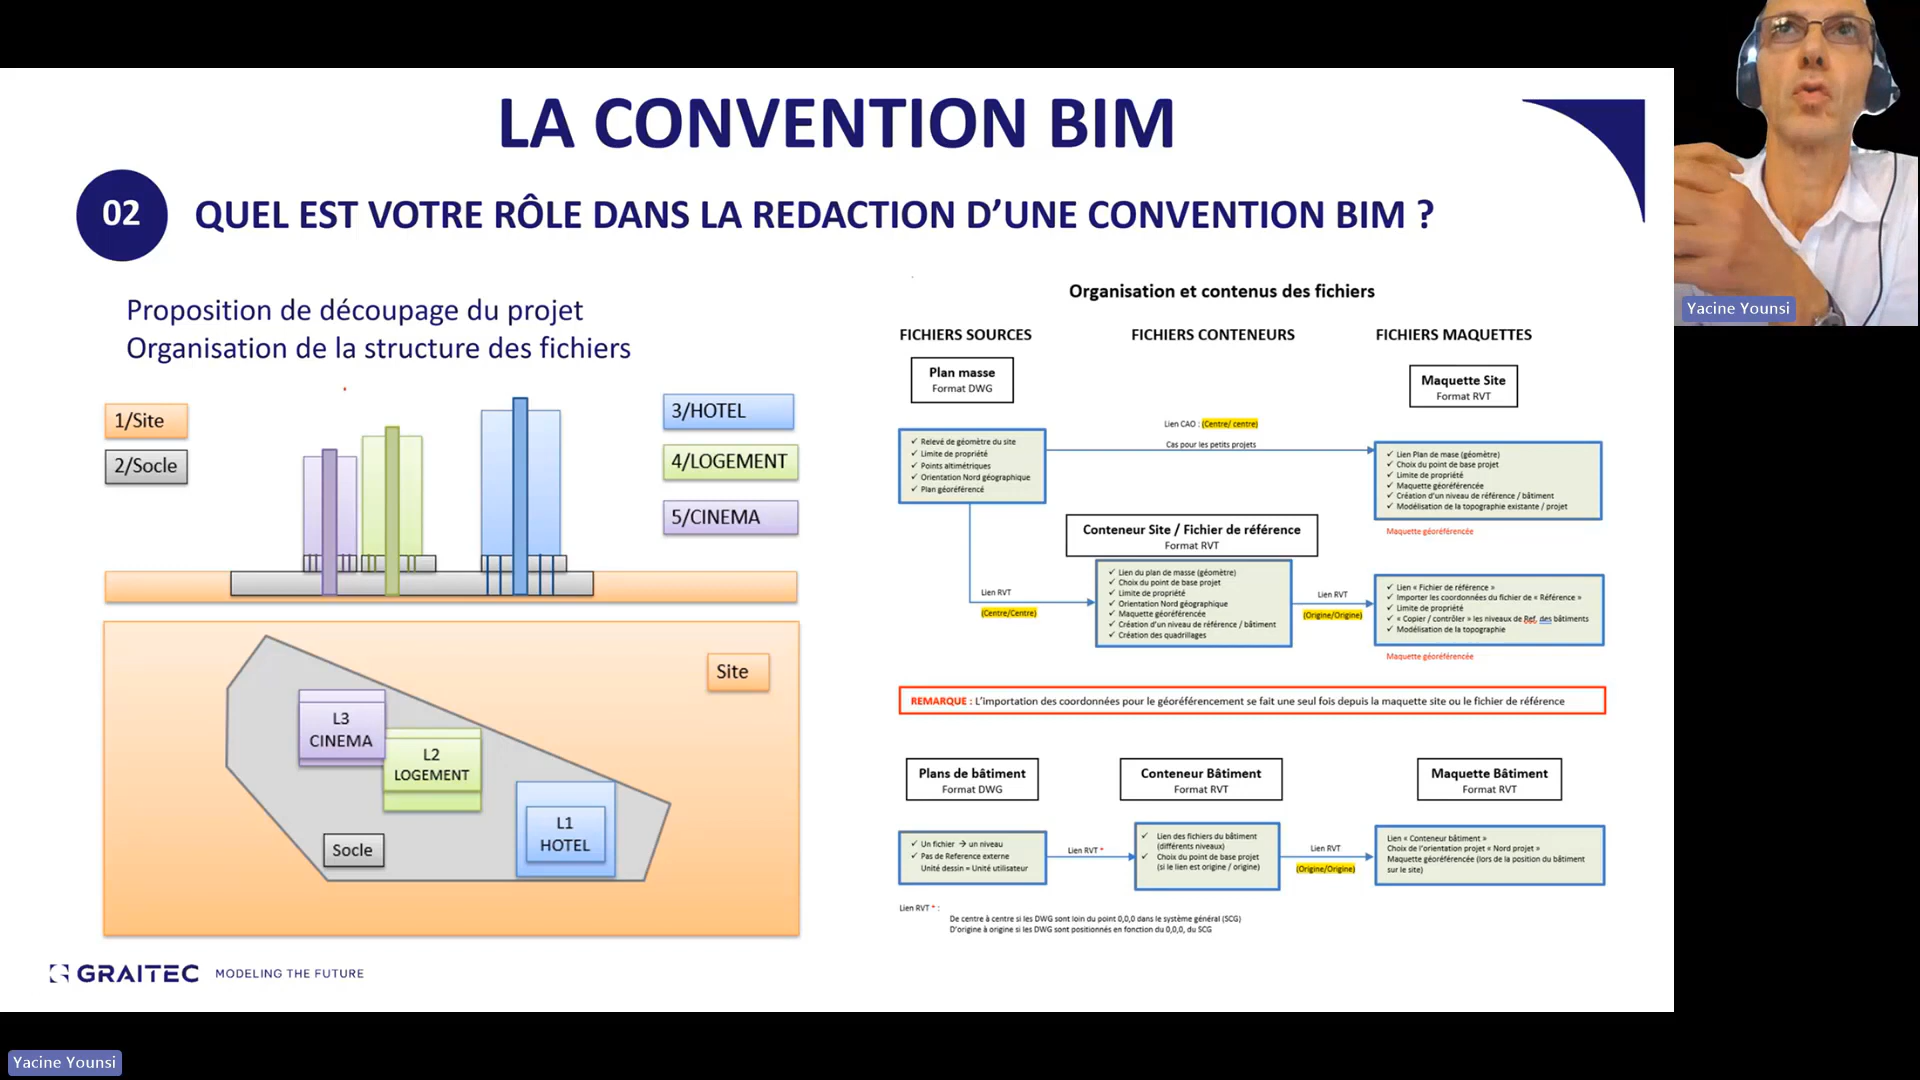 LA CONVENTION BIM
02
QUEL EST VOTRE RÔLE DANS LA REDACTION D'UNE CONVENTION BIM ?
Proposition de découpage du projet
Organisation de la structure des fichiers
1/Site
2/Socle
3/HOTEL
4/LOGEMENT
5/CINEMA
Site
L3
CINEMA
L2
LOGEMENT
L1
HOTEL
Socle
Organisation et contenus des fichiers
FICHIERS SOURCES
FICHIERS CONTENEURS
FICHIERS MAQUETTES
Plan masse
Format DWG
Maquette Site
Format RVT
Lien CAO : (Centre/ centre)
Cas pour les petits projets
✓ Relevé de géomètre du site
✓ Limite de propriété
✓ Points altimétriques
✓ Orientation Nord géographique
✓ Plan géoréférencé
✓ Lien Plan de mase (géomètre)
✓ Choix du point de base projet
✓ Limite de propriété
✓ Maquette géoréférencée
✓ Création d'un niveau de référence / bâtiment
✓ Modélisation de la topographie existante / projet
Maquette géoréférencée
Conteneur Site / Fichier de référence
Format RVT
Lien RVT
(Centre/Centre)
✓ Lien du plan de masse (géomètre)
✓ Choix du point de base projet
✓ Limite de propriété
✓ Orientation Nord géographique
✓ Maquette géoréférencée
✓ Création d'un niveau de référence / bâtiment
✓ Création des quadrillages
Lien RVT
(Origine/Origine)
✓ Lien « Fichier de référence »
✓ Importer les coordonnées du fichier de « Référence »
✓ Limite de propriété
✓ « Copier / contrôler » les niveaux de Ref. des bâtiments
✓ Modélisation de la topographie
Maquette géoréférencée
REMARQUE : L'importation des coordonnées pour le géoréférencement se fait une seul fois depuis la maquette site ou le fichier de référence
Plans de bâtiment
Format DWG
Conteneur Bâtiment
Format RVT
Maquette Bâtiment
Format RVT
✓ Un fichier → un niveau
✓ Pas de Reference externe
Unité dessin = Unité utilisateur
Lien RVT *
✓ Lien des fichiers du bâtiment
(différents niveaux)
✓ Choix du point de base projet
(si le lien est origine / origine)
Lien RVT
(Origine/Origine)
Lien « Conteneur bâtiment »
Choix de l'orientation projet « Nord projet »
Maquette géoréférencée (lors de la position du bâtiment
sur le site)
Lien RVT * :
De centre à centre si les DWG sont loin du point 0,0,0 dans le système général (SCG)
D'origine à origine si les DWG sont positionnés en fonction du 0,0,0, du SCG
GRAITEC MODELING THE FUTURE
Yacine Younsi
Yacine Younsi